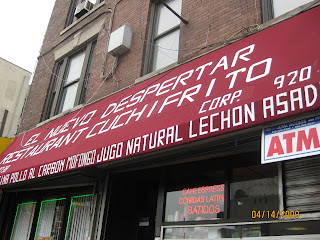 EL NUEVO DESPERTAR
RESTAURANT CUCHIFRITO
CORP 920
POLLO AL CARBON MOFONGO JUGO NATURAL LECHON ASAD
ATM
COMIDAS LATIN
BATIDOS
04/14/2009